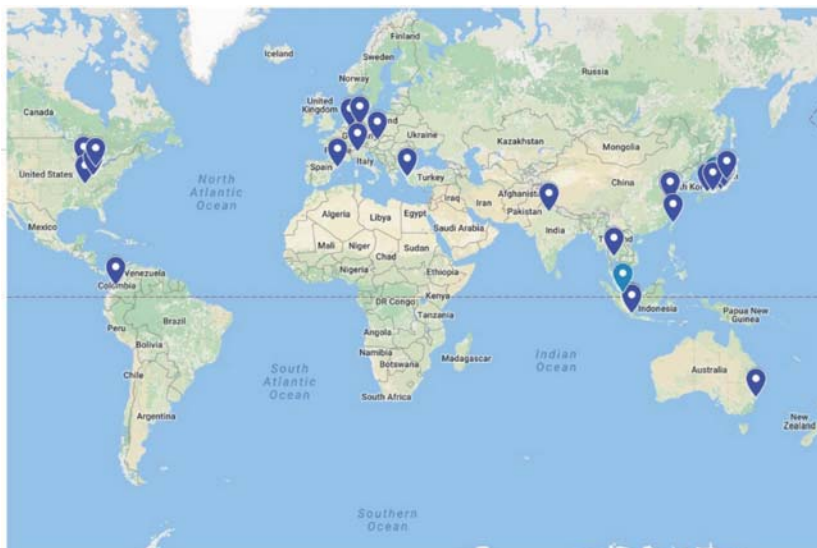 Iceland
Finland
Sweden
Norway
Russia
Canada
United
Kingdom
Ukraine
Kazakhstan
Mongolia
Spain
Italy
Turkey
United States
North
Atlantic
Ocean
China
Afghanistan
Iraq
Iran
Pakistan
Algeria
Libya
Egypt
Saudi Arabia
India
Mexico
Mali
Niger
Chad
Sudan
Nigeria
Ethiopia
Venezuela
Colombia
DR Congo
Kenya
Indonesia
Papua New
Guinea
Tanzania
Peru
Brazil
Angola
Bolivia
Namibia
Botswana
Madagascar
Indian
Ocean
Chile
South
Atlantic
Ocean
Australia
South Africa
Argentina
New
Zealand
Southern
Ocean